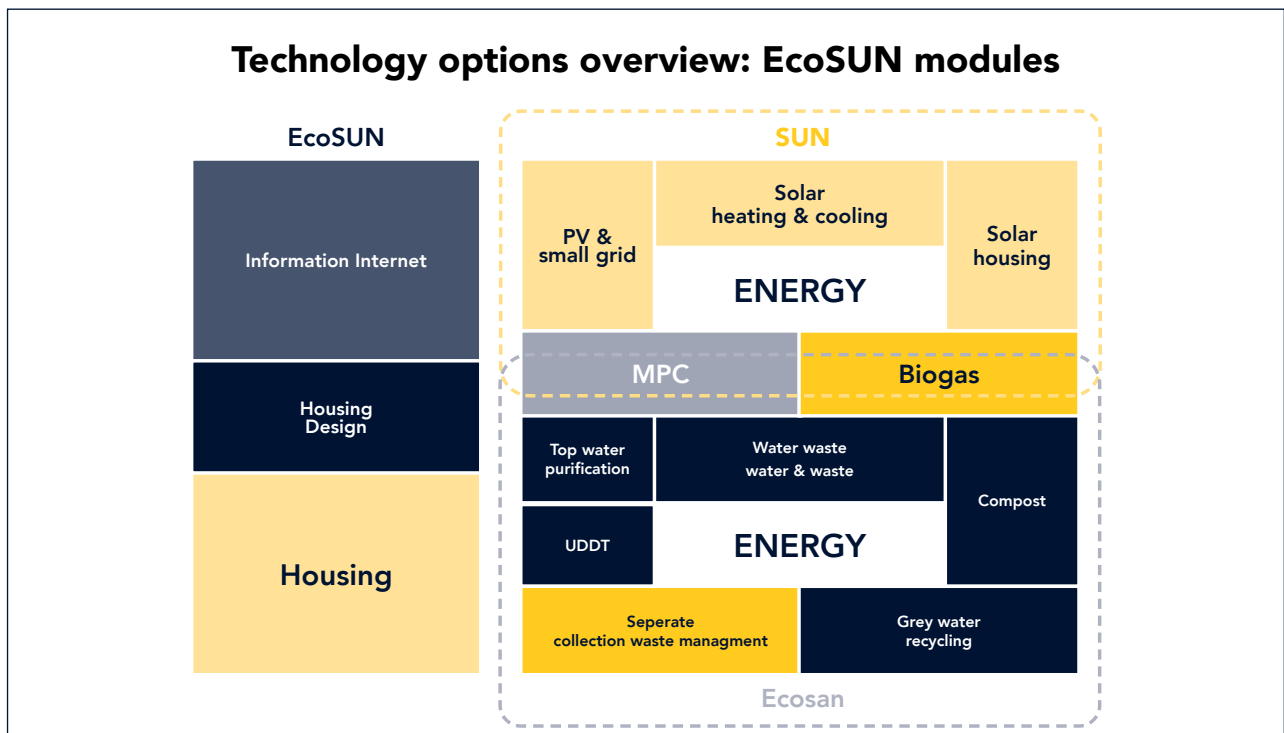 Technology options overview: EcoSUN modules
EcoSUN
Information Internet
Housing
Design
Housing
SUN
PV &
small grid
Solar
heating & cooling
Solar
housing
ENERGY
MPC
Biogas
Top water
purification
Water waste
water & waste
Compost
UDDT
ENERGY
Seperate
collection waste managment
Grey water
recycling
Ecosan